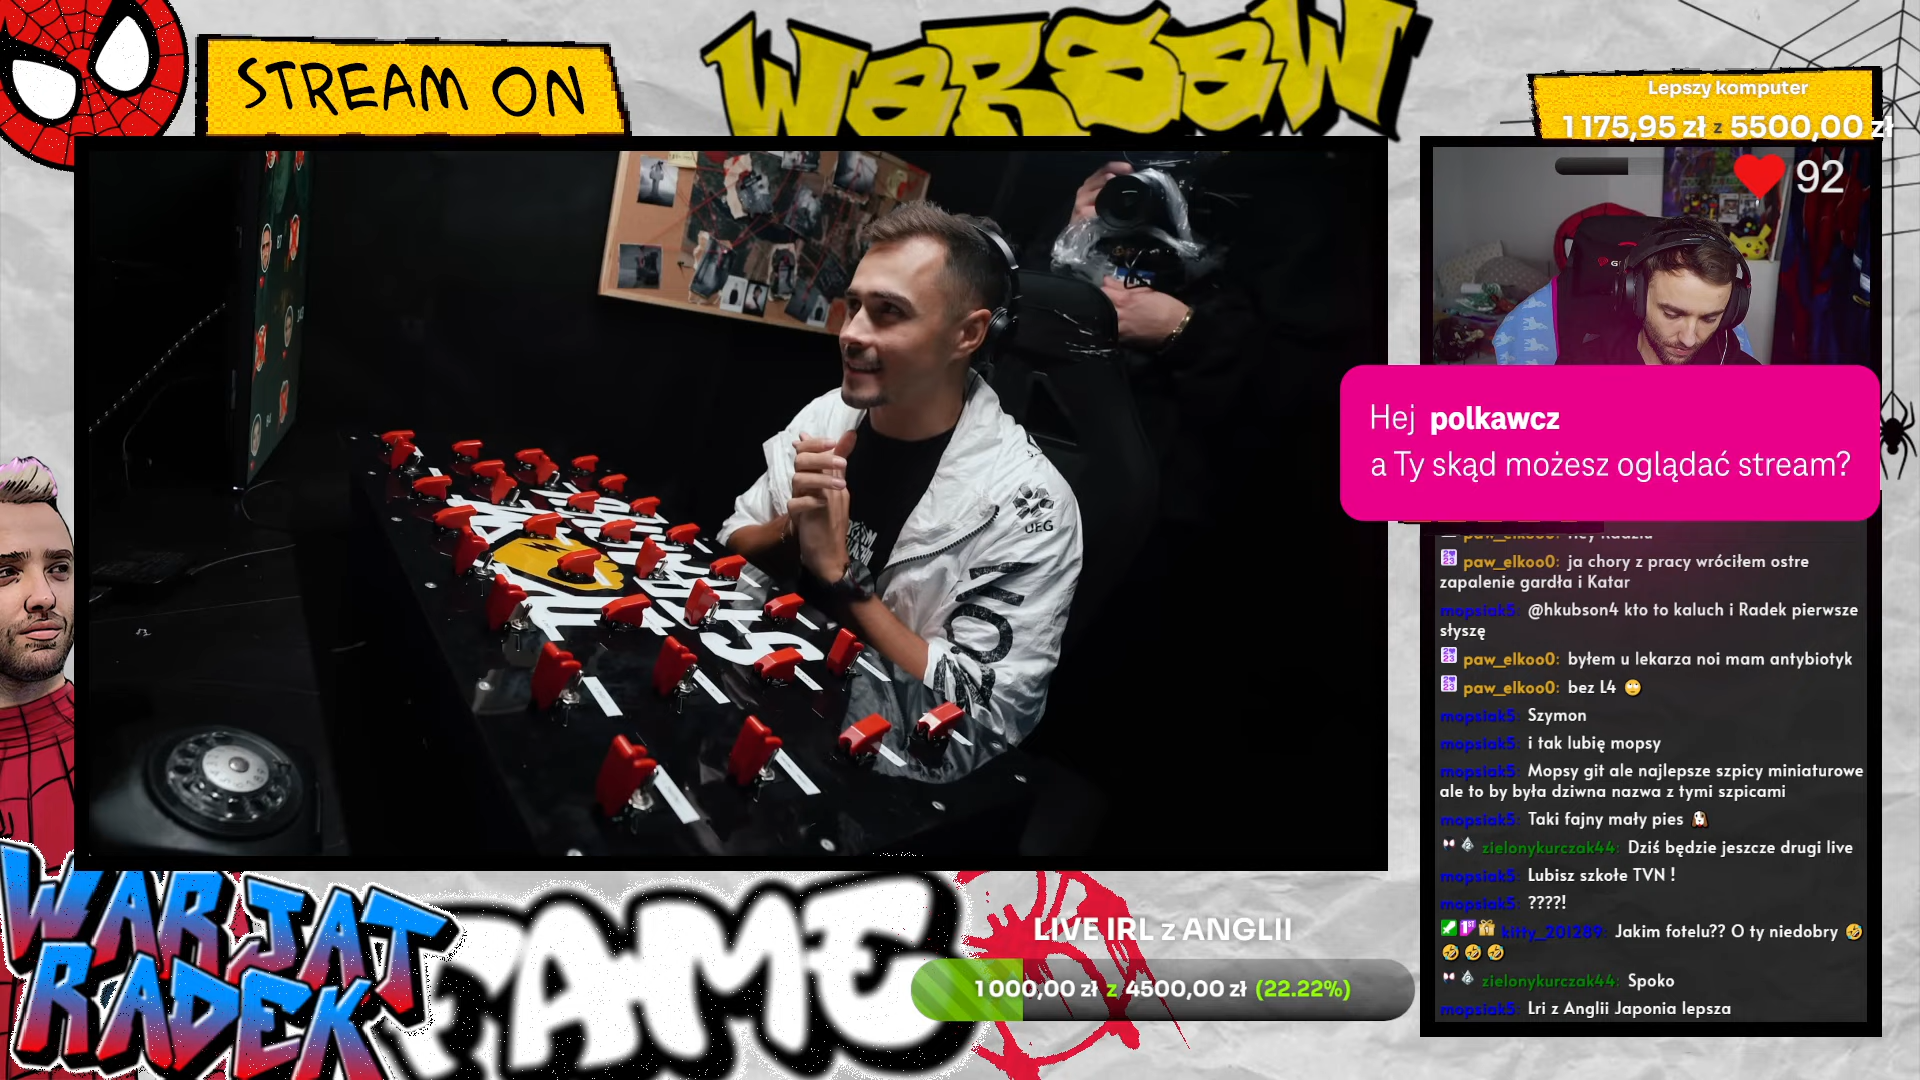 STREAM ON
WARSAW
Lepszy komputer
1 175,95 zł z 5500,00 zł
92
UEG
Hej polkawcz
a Ty skąd możesz oglądać stream?
paw_elkoo0: ja chory z pracy wróciłem ostre
zapalenie gardła i Katar
mopsiak5: @hkubson4 kto to kaluch i Radek pierwsze
słyszę
paw_elkoo0: byłem u lekarza noi mam antybiotyk
paw_elkoo0: bez L4 🙄
mopsiak5: Szymon
mopsiak5: i tak lubię mopsy
mopsiak5: Mopsy git ale najlepsze szpicy miniaturowe
ale to by była dziwna nazwa z tymi szpicami
mopsiak5: Taki fajny mały pies 🐶
zielonykurczak44: Dziś będzie jeszcze drugi live
mopsiak5: Lubisz szkołe TVN !
mopsiak5: ????!
kitty_201289: Jakim fotelu?? O ty niedobry 🤣
🤣 🤣 🤣
zielonykurczak44: Spoko
mopsiak5: Lri z Anglii Japonia lepsza
WARJAT
RADEK
FAME
LIVE IRL z ANGLII
1 000,00 zł z 4500,00 zł (22.22%)